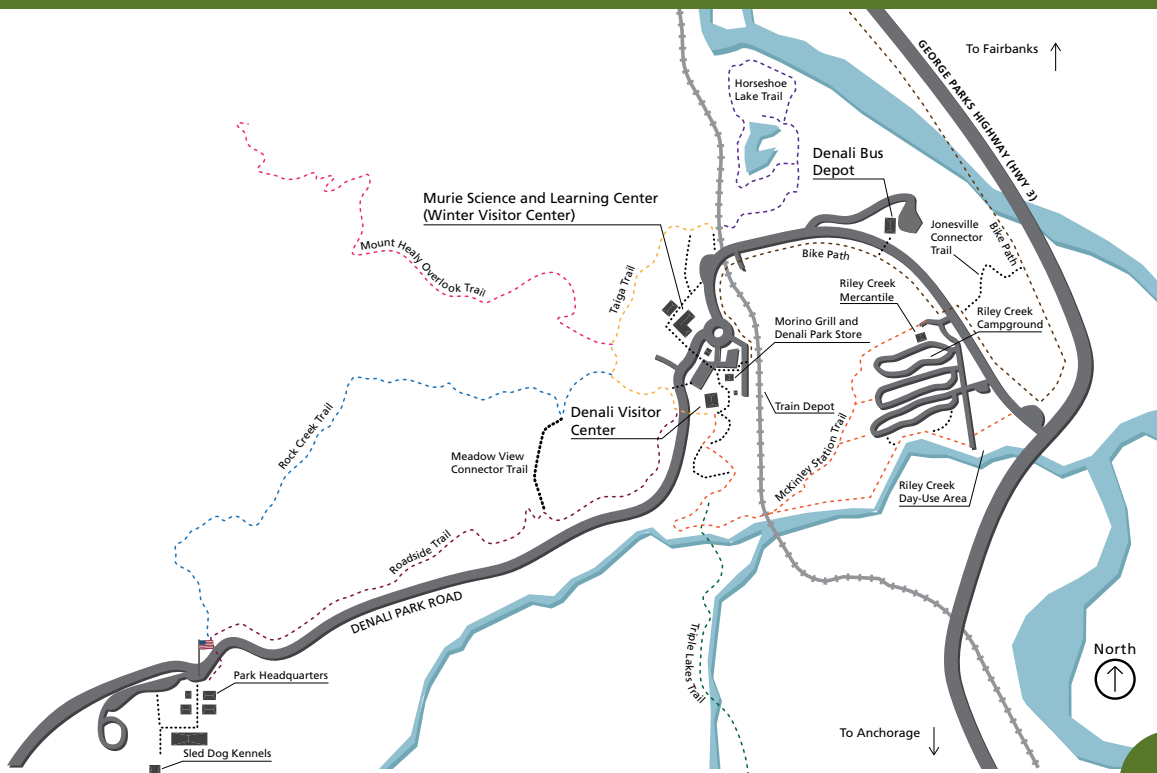 To Fairbanks
GEORGE PARKS HIGHWAY (HWY 3)
Horseshoe
Lake Trail
Denali Bus
Depot
Murie Science and Learning Center
(Winter Visitor Center)
Jonesville
Connector
Trail
Bike Path
Bike Path
Mount Healy Overlook Trail
Taiga Trail
Riley Creek
Mercantile
Riley Creek
Campground
Morino Grill and
Denali Park Store
Train Depot
Denali Visitor
Center
Rock Creek Trail
Meadow View
Connector Trail
McKinley Station Trail
Riley Creek
Day-Use Area
Roadside Trail
DENALI PARK ROAD
Triple Lakes Trail
North
Park Headquarters
To Anchorage
Sled Dog Kennels